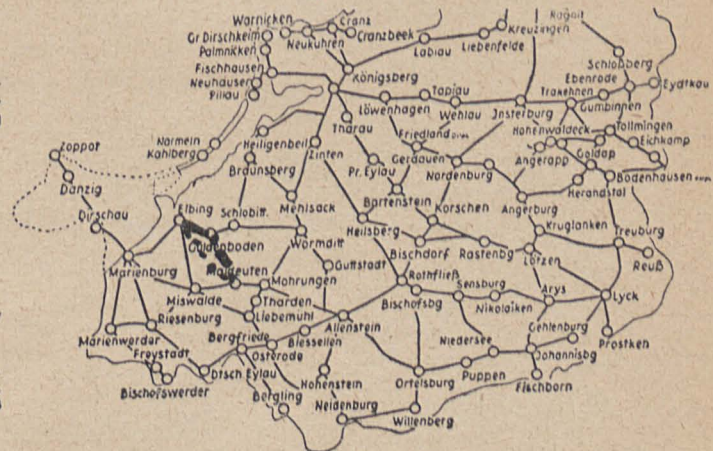 Warnicken Cranz Ragnit
Gr Dirschkeim Neukuhren Cranzbeek Kreuzingen
Palmnicken Labiau Liebenfelde Schloßberg
Fischhausen Königsberg Ebenrode Eydtkau
Neuhäuser Tapiau Trakehnen
Pillau Löwenhagen Wehlau Insterburg Gumbinnen
Tharau Friedland Hohenwaldeck Tollmingen
Zoppot Narmeln Heiligenbeil Zinten Gerdauen Angerapp Goldap Eichkamp
Kahlberg Braunsberg Pr. Eylau Nordenburg Bodenhausen
Danzig Mehlsack Bartenstein Angerburg Herandstal
Dirschau Elbing Schlobitt. Korschen Kruglanken Treuburg
Goldenboden Wormditt Heilsberg Bischdorf Rastenbg Lötzen Reuß
Marienburg Maldeuten Mohrungen Guttstadt Rothfließ Sensburg Arys Lyck
Miswalde Tharden Bischofsbg Nikolaiken
Riesenburg Liebemühl Gehlenburg Prostken
Marienwerder Bergfriede Biessellen Allenstein Niedersee Johannisbg
Freystadt Osterode Puppen Fischborn
Bischofswerder Dtsch Eylau Hohenstein Ortelsburg
Bergling Neidenburg Willenberg